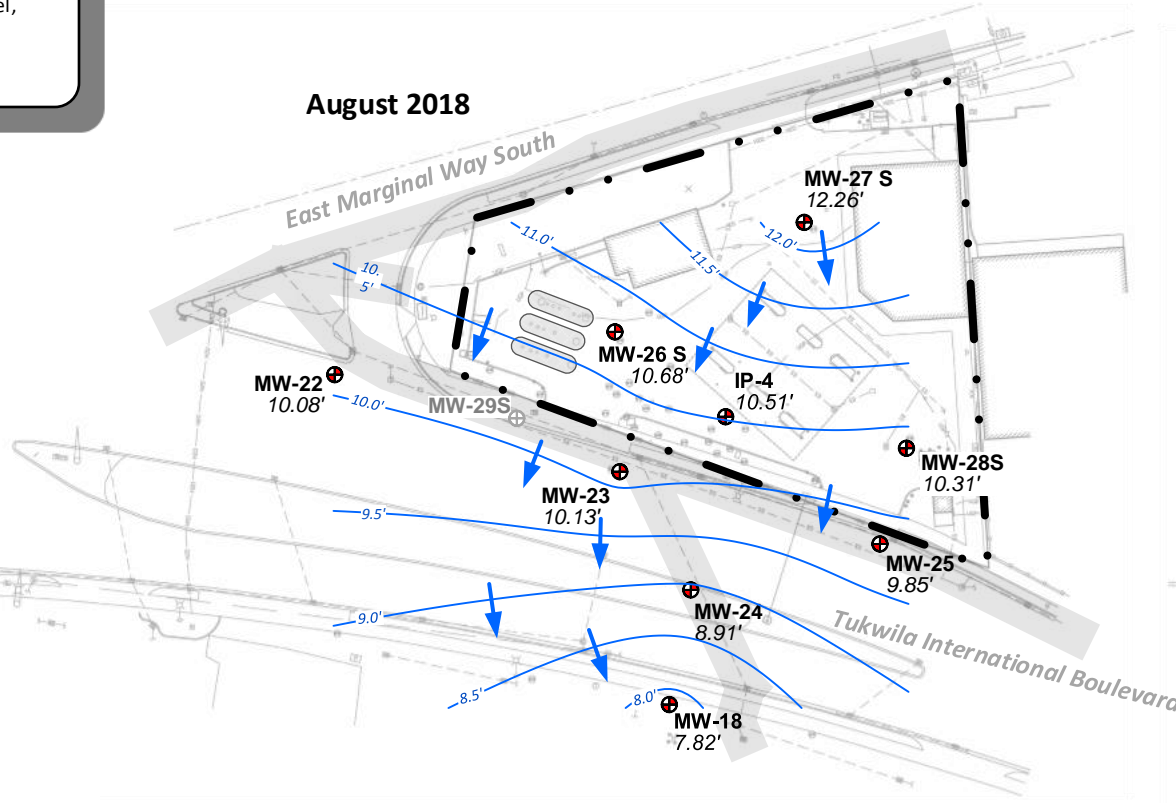 el,
August 2018
East Marginal Way South
MW-27 S
12.26'
12.0'
11.0'
11.5'
10.
5'
MW-26 S
10.68'
IP-4
10.51'
MW-22
10.08'
10.0'
MW-29S
MW-28S
10.31'
MW-23
10.13'
9.5'
MW-25
9.85'
9.0'
MW-24
8.91'
Tukwila International Boulevard
8.5'
8.0'
MW-18
7.82'